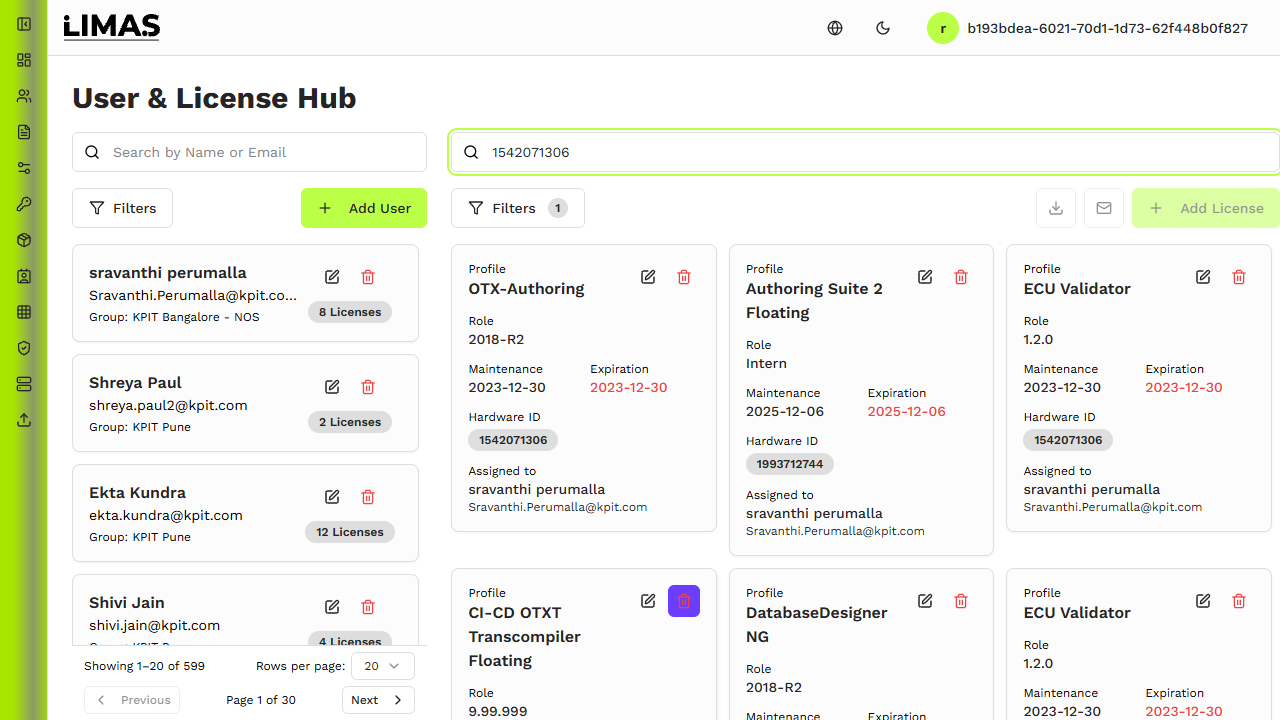 LIMAS
r
b193bdea-6021-70d1-1d73-62f448b0f827
User & License Hub
Search by Name or Email
1542071306
Filters
Add User
Filters 1
Add License
sravanthi perumalla
Sravanthi.Perumalla@kpit.co...
Group: KPIT Bangalore - NOS
8 Licenses
Shreya Paul
shreya.paul2@kpit.com
Group: KPIT Pune
2 Licenses
Ekta Kundra
ekta.kundra@kpit.com
Group: KPIT Pune
12 Licenses
Shivi Jain
shivi.jain@kpit.com
4 Licenses
Showing 1–20 of 599
Rows per page: 20
Previous
Page 1 of 30
Next
Profile
OTX-Authoring
Role
2018-R2
Maintenance Expiration
2023-12-30 2023-12-30
Hardware ID
1542071306
Assigned to
sravanthi perumalla
Sravanthi.Perumalla@kpit.com
Profile
Authoring Suite 2
Floating
Role
Intern
Maintenance Expiration
2025-12-06 2025-12-06
Hardware ID
1993712744
Assigned to
sravanthi perumalla
Sravanthi.Perumalla@kpit.com
Profile
ECU Validator
Role
1.2.0
Maintenance Expiration
2023-12-30 2023-12-30
Hardware ID
1542071306
Assigned to
sravanthi perumalla
Sravanthi.Perumalla@kpit.com
Profile
CI-CD OTXT
Transcompiler
Floating
Role
9.99.999
Profile
DatabaseDesigner
NG
Role
2018-R2
Maintenance Expiration
Profile
ECU Validator
Role
1.2.0
Maintenance Expiration
2023-12-30 2023-12-30